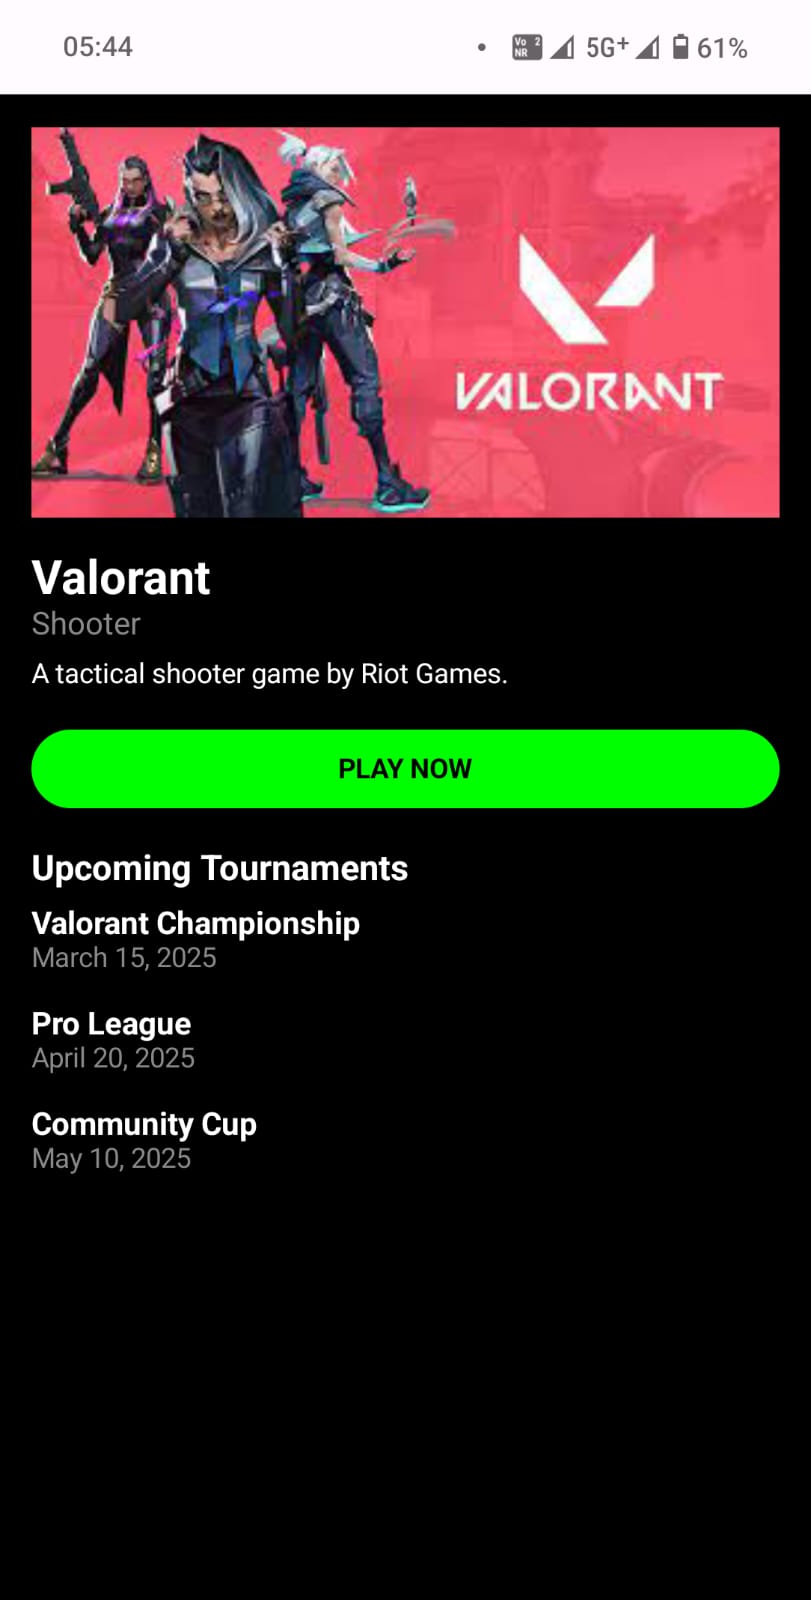 05:44
Vo 2
NR
5G+
61%
VALORANT
Valorant
Shooter
A tactical shooter game by Riot Games.
PLAY NOW
Upcoming Tournaments
Valorant Championship
March 15, 2025
Pro League
April 20, 2025
Community Cup
May 10, 2025